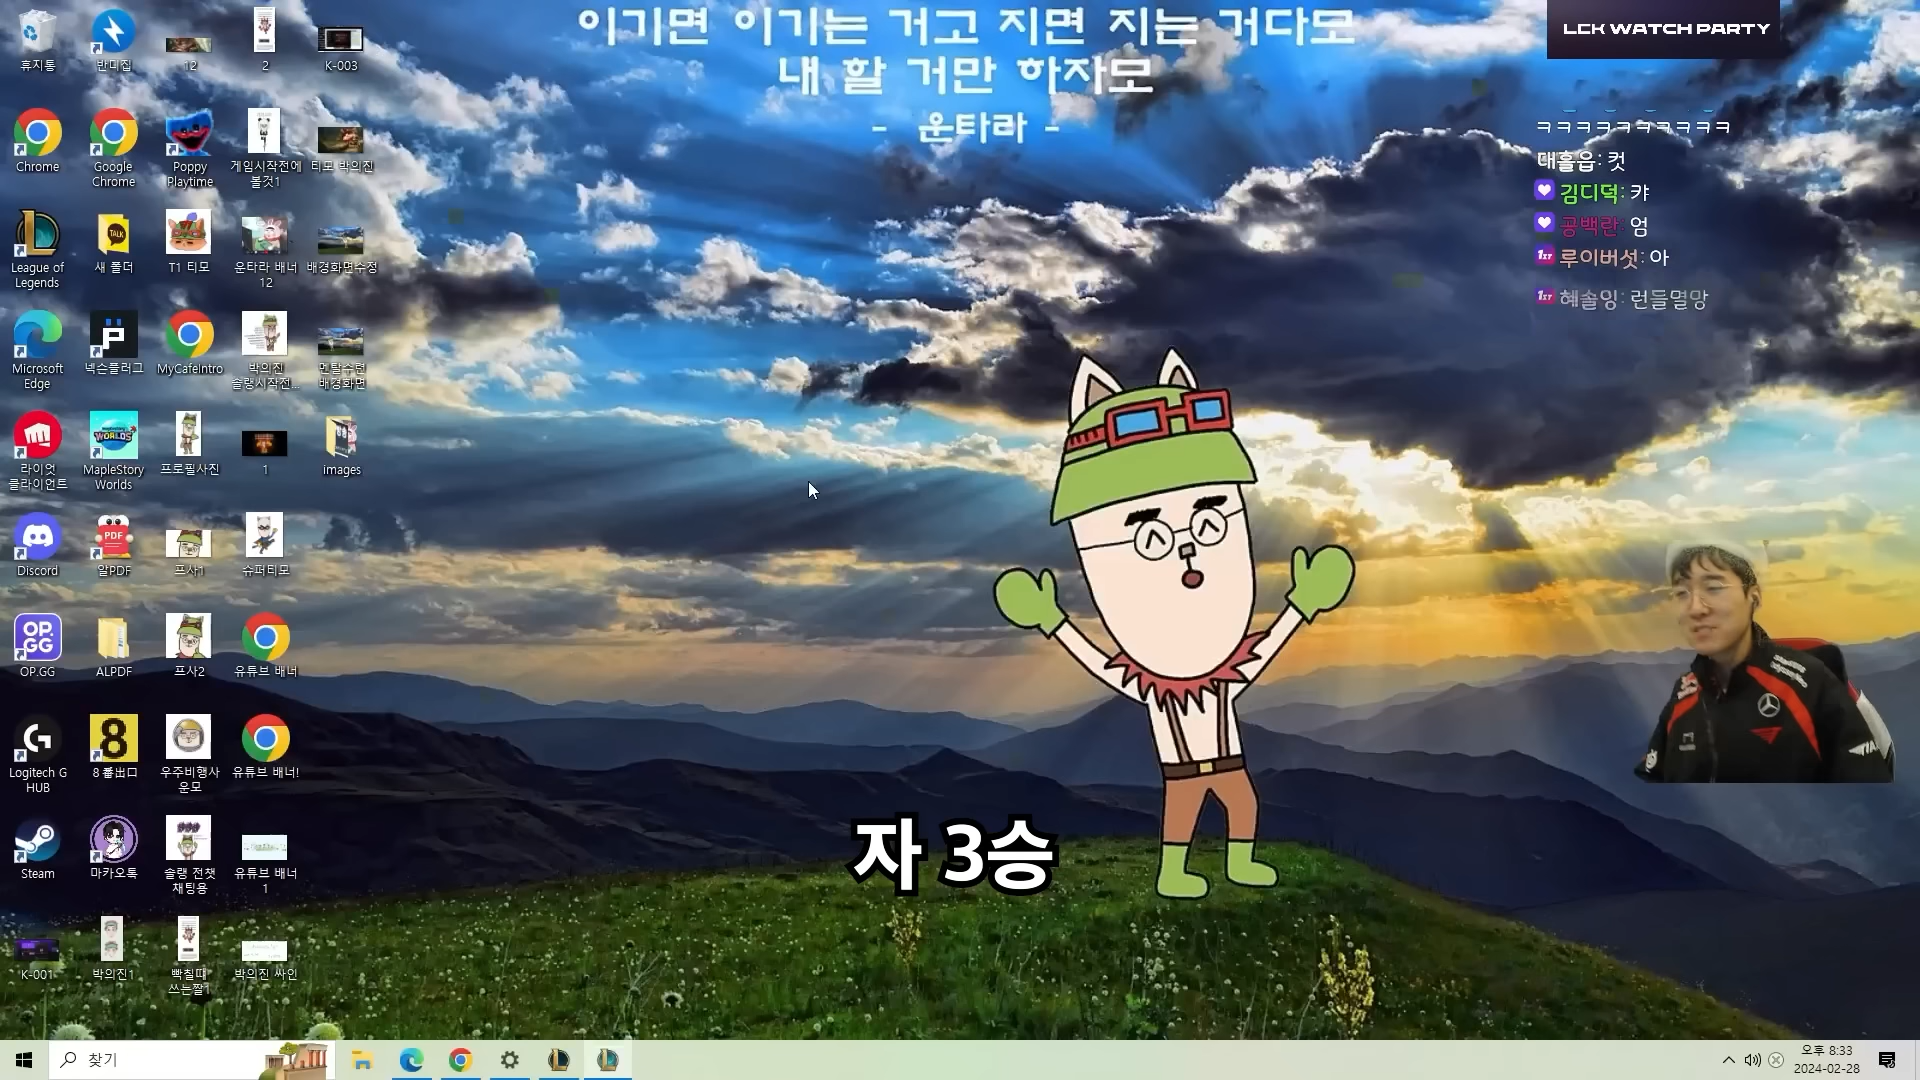 이기면 이기는 거고 지면 지는 거다모
내 할 거만 하자모
- 운타라 -
LCK WATCH PARTY
ㅋㅋㅋㅋㅋㅋㅋㅋㅋㅋ
대홀읍: 컷
김디덕: 캬
공백란: 엄
루이버섯: 아
혜솔잉: 런들멸망
휴지통
반디집
12
2
K-003
Chrome
Google Chrome
Poppy Playtime
게임시작전에 볼것1
티모 박의진
League of Legends
새 폴더
T1 티모
운타라 배너 12
배경화면수정
Microsoft Edge
넥슨플러그
MyCafeIntro
박의진 솔랭시작전...
멘탈수련 배경화면
라이엇 클라이언트
MapleStory Worlds
프로필사진
1
images
Discord
알PDF
프사1
슈퍼티모
OP.GG
ALPDF
프사2
유튜브 배너
Logitech G HUB
8番出口
우주비행사 운모
유튜브 배너!
Steam
마카오톡
솔랭 전챗 채팅용
유튜브 배너 1
K-001
박의진1
빡칠때 쓰는짤1
박의진 싸인
자 3승
찾기
오후 8:33
2024-02-28